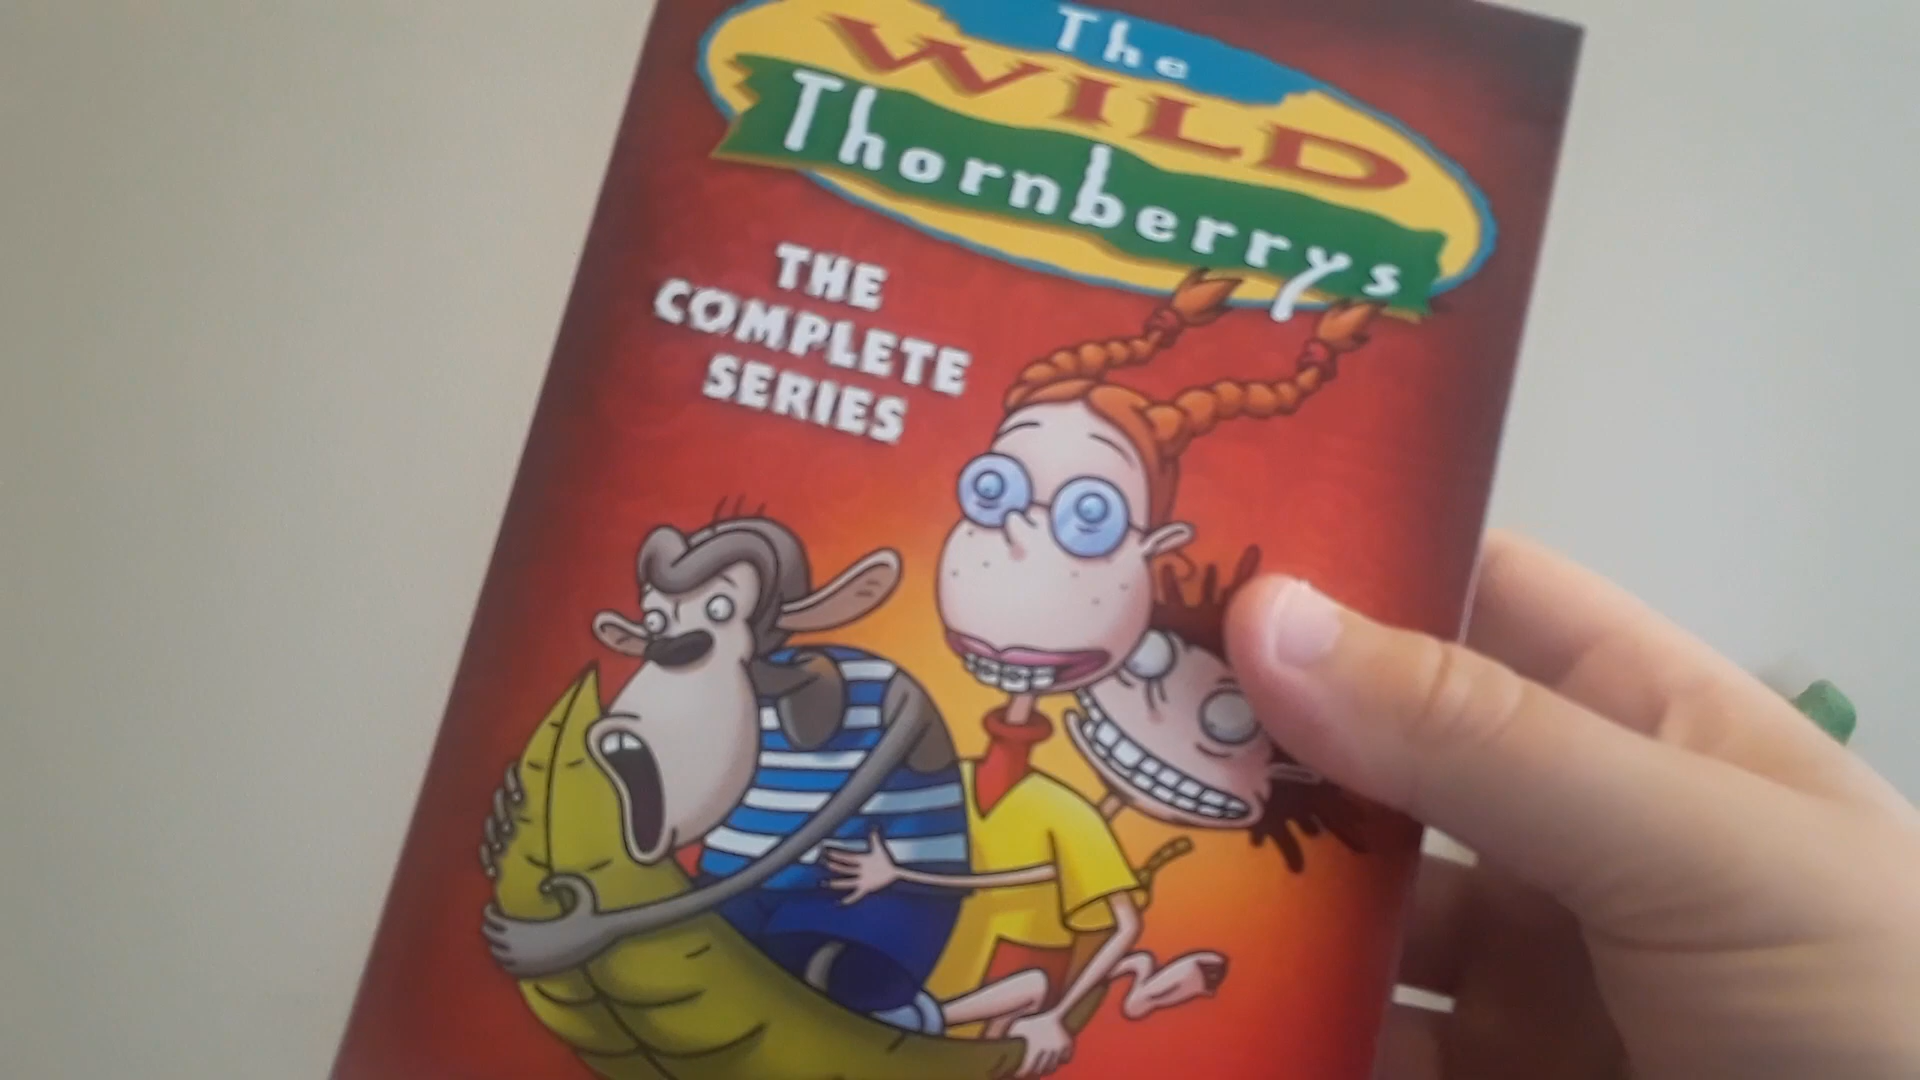 The
WILD
Thornberrys
THE
COMPLETE
SERIES